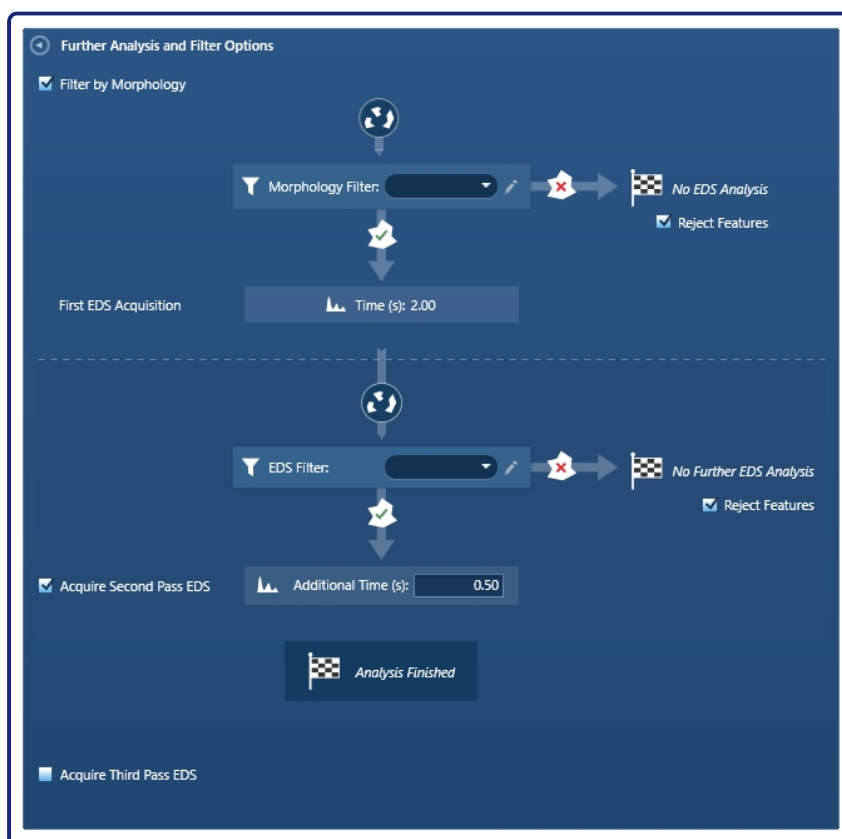 Further Analysis and Filter Options
Filter by Morphology
Morphology Filter:
No EDS Analysis
Reject Features
First EDS Acquisition
Time (s): 2.00
EDS Filter:
No Further EDS Analysis
Reject Features
Acquire Second Pass EDS
Additional Time (s): 0.50
Analysis Finished
Acquire Third Pass EDS